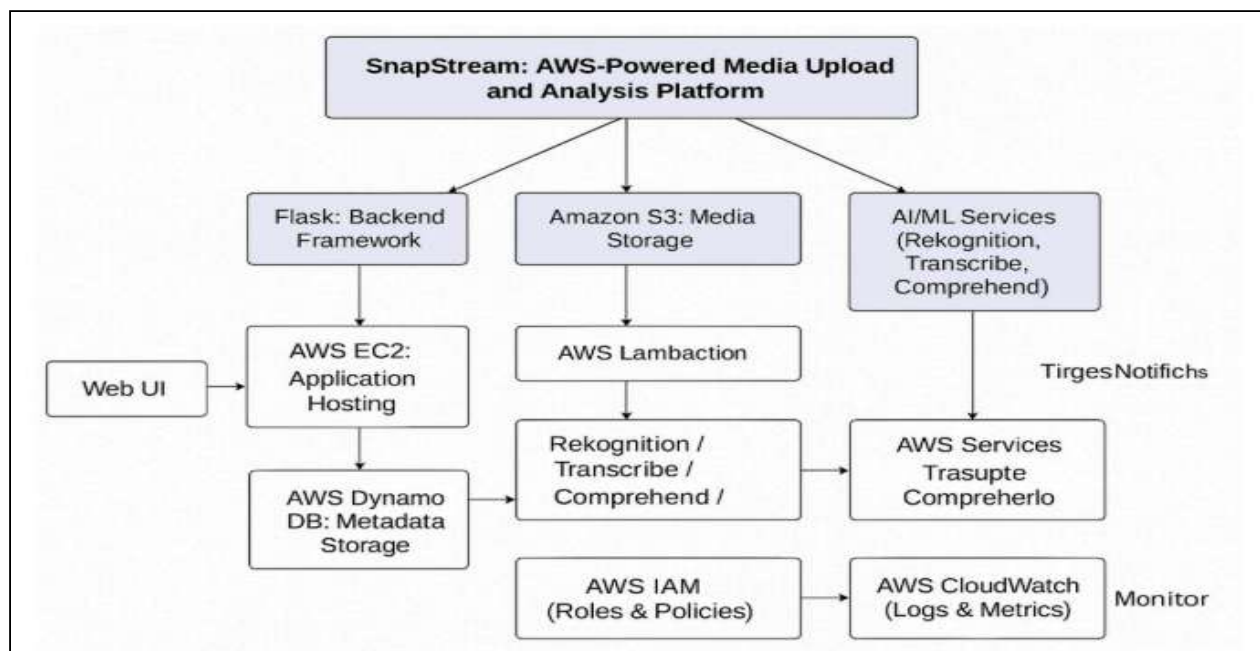 SnapStream: AWS-Powered Media Upload
and Analysis Platform
Flask: Backend
Framework
Amazon S3: Media
Storage
AI/ML Services
(Rekognition,
Transcribe,
Comprehend)
Web UI
AWS EC2:
Application
Hosting
AWS Lambaction
TirgesNotifichs
AWS Dynamo
DB: Metadata
Storage
Rekognition /
Transcribe /
Comprehend /
AWS Services
Trasupte
Compreherlo
AWS IAM
(Roles & Policies)
AWS CloudWatch
(Logs & Metrics)
Monitor